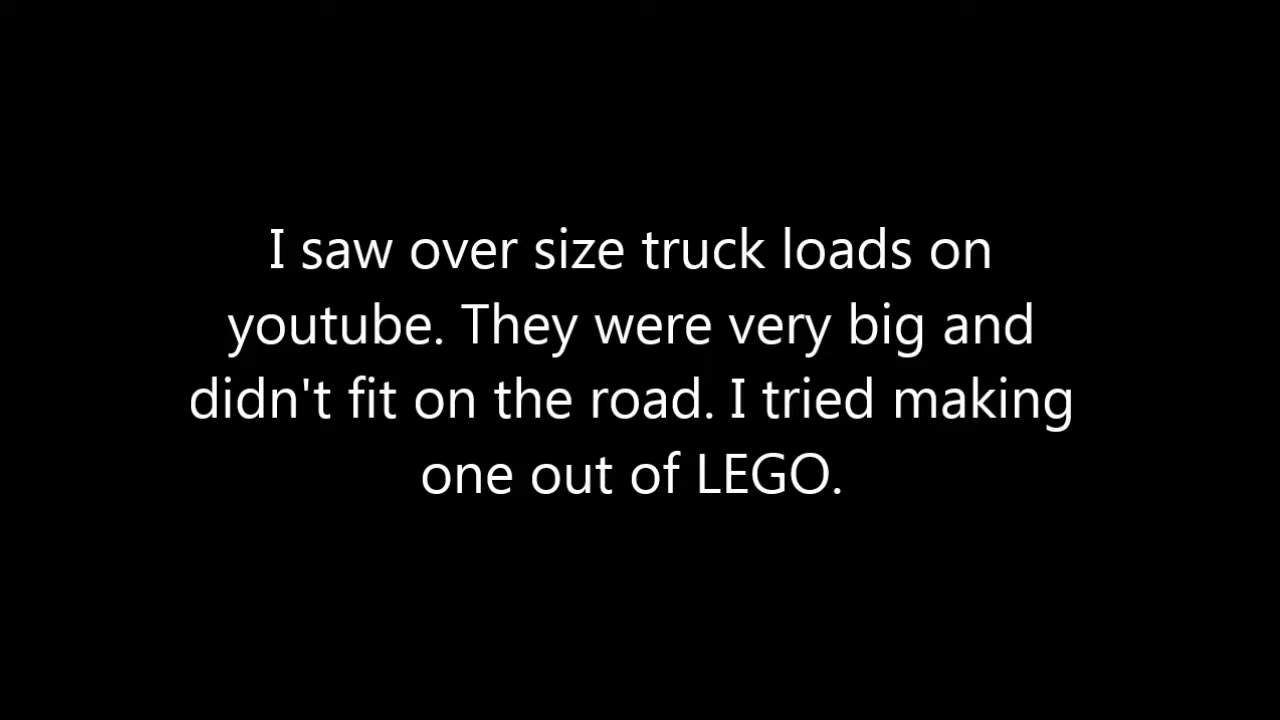 I saw over size truck loads on
youtube. They were very big and
didn't fit on the road. I tried making
one out of LEGO.